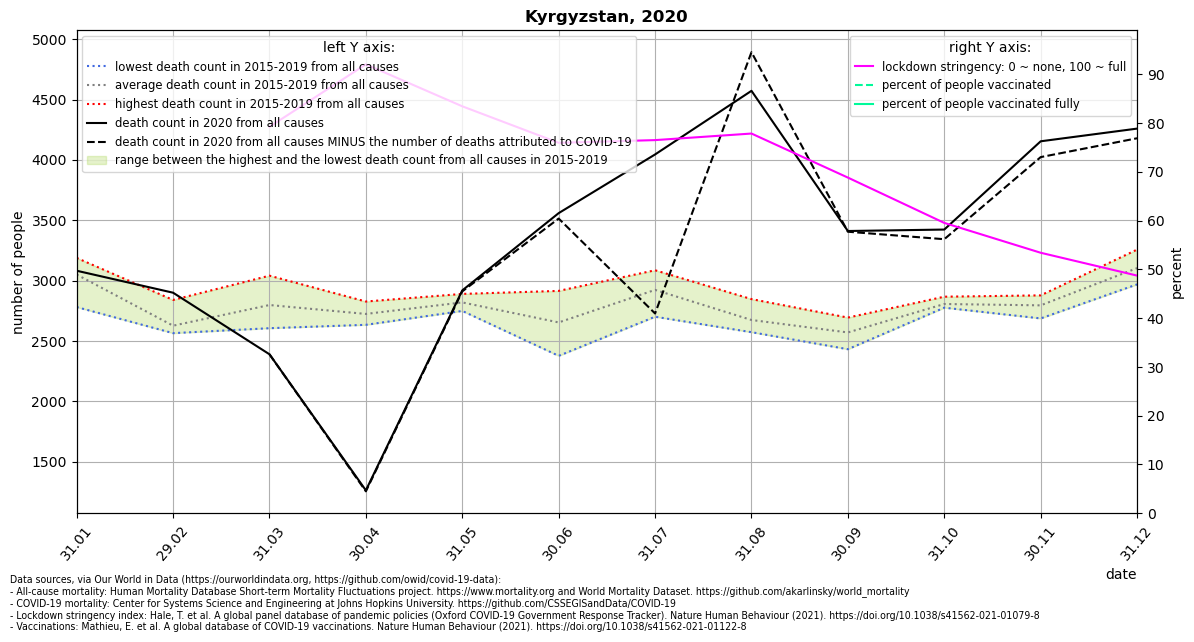 Kyrgyzstan, 2020
left Y axis:
lowest death count in 2015-2019 from all causes
average death count in 2015-2019 from all causes
highest death count in 2015-2019 from all causes
death count in 2020 from all causes
death count in 2020 from all causes MINUS the number of deaths attributed to COVID-19
range between the highest and the lowest death count from all causes in 2015-2019
right Y axis:
lockdown stringency: 0 ~ none, 100 ~ full
percent of people vaccinated
percent of people vaccinated fully
number of people
5000
4500
4000
3500
3000
2500
2000
1500
percent
90
80
70
60
50
40
30
20
10
0
31.01
29.02
31.03
30.04
31.05
30.06
31.07
31.08
30.09
31.10
30.11
31.12
date
Data sources, via Our World in Data (https://ourworldindata.org, https://github.com/owid/covid-19-data):
- All-cause mortality: Human Mortality Database Short-term Mortality Fluctuations project. https://www.mortality.org and World Mortality Dataset. https://github.com/akarlinsky/world_mortality
- COVID-19 mortality: Center for Systems Science and Engineering at Johns Hopkins University. https://github.com/CSSEGISandData/COVID-19
- Lockdown stringency index: Hale, T. et al. A global panel database of pandemic policies (Oxford COVID-19 Government Response Tracker). Nature Human Behaviour (2021). https://doi.org/10.1038/s41562-021-01079-8
- Vaccinations: Mathieu, E. et al. A global database of COVID-19 vaccinations. Nature Human Behaviour (2021). https://doi.org/10.1038/s41562-021-01122-8